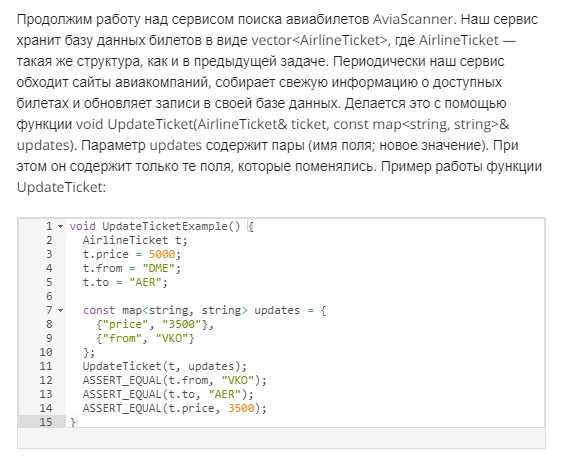 Продолжим работу над сервисом поиска авиабилетов AviaScanner. Наш сервис
хранит базу данных билетов в виде vector<AirlineTicket>, где AirlineTicket —
такая же структура, как и в предыдущей задаче. Периодически наш сервис
обходит сайты авиакомпаний, собирает свежую информацию о доступных
билетах и обновляет записи в своей базе данных. Делается это с помощью
функции void UpdateTicket(AirlineTicket& ticket, const map<string, string>&
updates). Параметр updates содержит пары (имя поля; новое значение). При
этом он содержит только те поля, которые поменялись. Пример работы функции
UpdateTicket:
1 void UpdateTicketExample() {
2   AirlineTicket t;
3   t.price = 5000;
4   t.from = "DME";
5   t.to = "AER";
6
7   const map<string, string> updates = {
8     {"price", "3500"},
9     {"from", "VKO"}
10   };
11   UpdateTicket(t, updates);
12   ASSERT_EQUAL(t.from, "VKO");
13   ASSERT_EQUAL(t.to, "AER");
14   ASSERT_EQUAL(t.price, 3500);
15 }